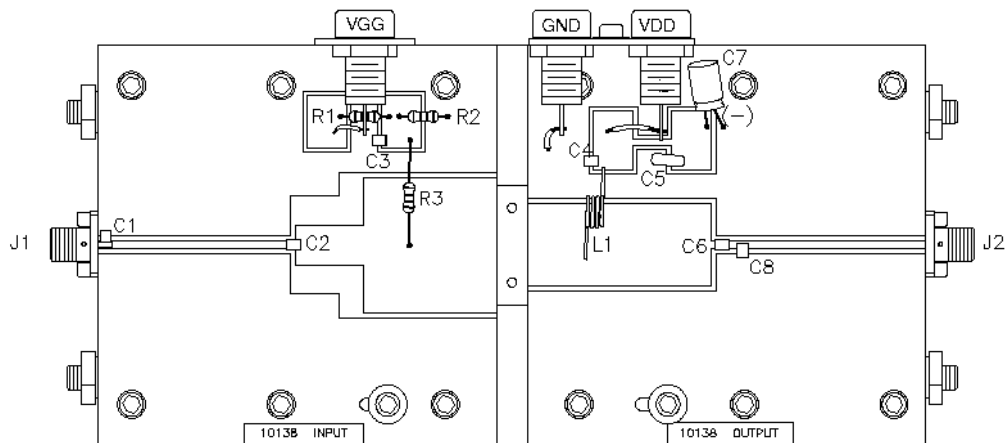 VGG
GND
VDD
C7
(-)
R1
R2
C3
C4
C5
R3
C1
J1
C2
L1
C6
C8
J2
10138 INPUT
10138 OUTPUT